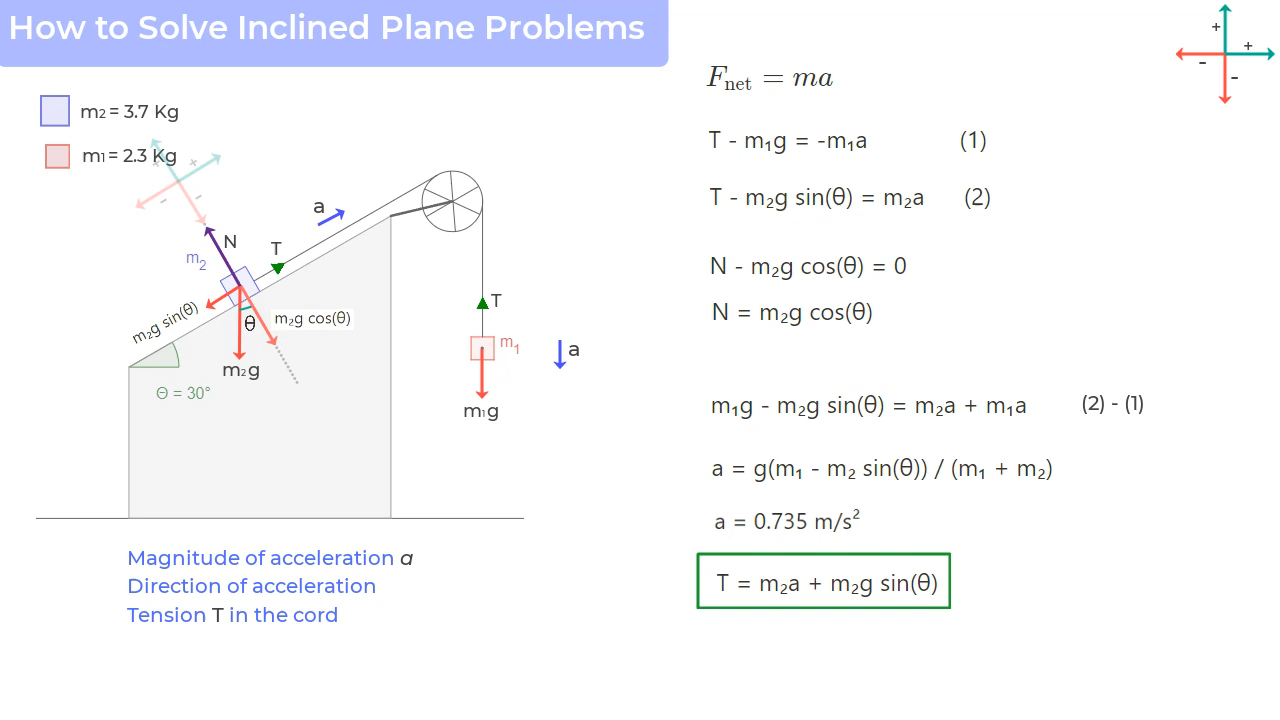 How to Solve Inclined Plane Problems
m₂ = 3.7 Kg
m₁ = 2.3 Kg
+ + - -
a
N
T
m₂
m₂g sin(θ)
θ
m₂g cos(θ)
m₂g
Θ = 30°
T
m₁
a
m₁g
Magnitude of acceleration a
Direction of acceleration
Tension T in the cord
+ + - -
Fnet = ma
T - m₁g = -m₁a (1)
T - m₂g sin(θ) = m₂a (2)
N - m₂g cos(θ) = 0
N = m₂g cos(θ)
m₁g - m₂g sin(θ) = m₂a + m₁a (2) - (1)
a = g(m₁ - m₂ sin(θ)) / (m₁ + m₂)
a = 0.735 m/s²
T = m₂a + m₂g sin(θ)